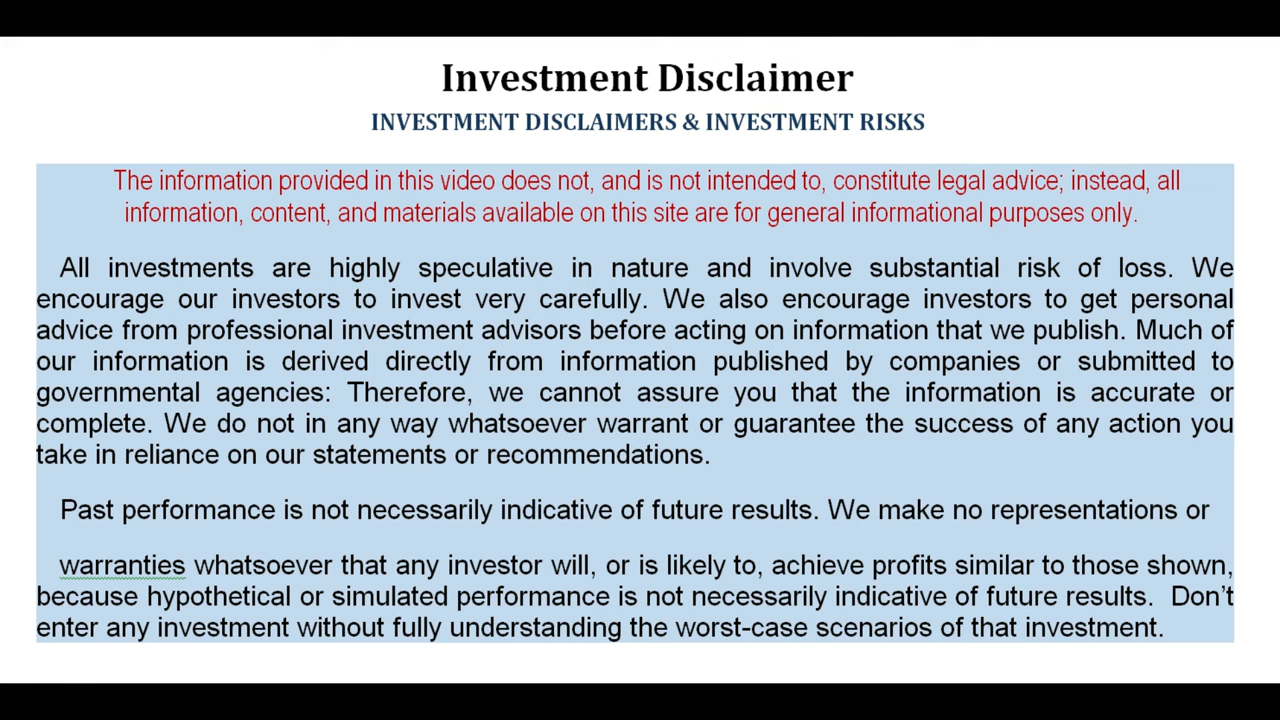 Investment Disclaimer
INVESTMENT DISCLAIMERS & INVESTMENT RISKS
The information provided in this video does not, and is not intended to, constitute legal advice; instead, all
information, content, and materials available on this site are for general informational purposes only.
All investments are highly speculative in nature and involve substantial risk of loss. We
encourage our investors to invest very carefully. We also encourage investors to get personal
advice from professional investment advisors before acting on information that we publish. Much of
our information is derived directly from information published by companies or submitted to
governmental agencies: Therefore, we cannot assure you that the information is accurate or
complete. We do not in any way whatsoever warrant or guarantee the success of any action you
take in reliance on our statements or recommendations.
Past performance is not necessarily indicative of future results. We make no representations or
warranties whatsoever that any investor will, or is likely to, achieve profits similar to those shown,
because hypothetical or simulated performance is not necessarily indicative of future results. Don’t
enter any investment without fully understanding the worst-case scenarios of that investment.